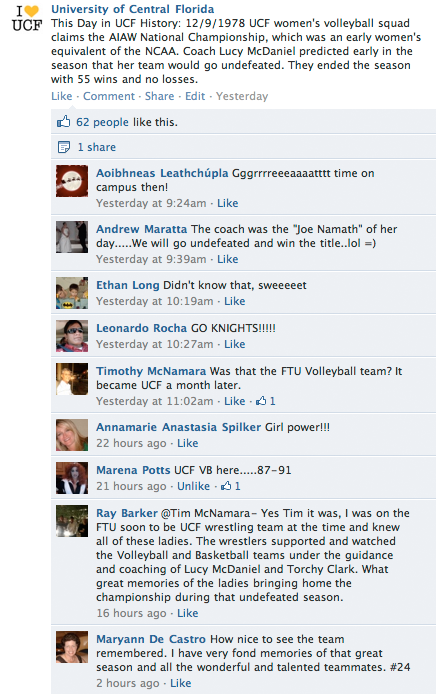 I
UCF
University of Central Florida
This Day in UCF History: 12/9/1978 UCF women's volleyball squad
claims the AIAW National Championship, which was an early women's
equivalent of the NCAA. Coach Lucy McDaniel predicted early in the
season that her team would go undefeated. They ended the season
with 55 wins and no losses.
Like · Comment · Share · Edit · Yesterday
62 people like this.
1 share
Aoibhneas Leathchúpla Gggrrrreeeaaaatttt time on
campus then!
Yesterday at 9:24am · Like
Andrew Maratta The coach was the "Joe Namath" of her
day.....We will go undefeated and win the title..lol =)
Yesterday at 9:39am · Like
Ethan Long Didn't know that, sweeeeet
Yesterday at 10:19am · Like
Leonardo Rocha GO KNIGHTS!!!!!
Yesterday at 10:27am · Like
Timothy McNamara Was that the FTU Volleyball team? It
became UCF a month later.
Yesterday at 11:02am · Like · 1
Annamarie Anastasia Spilker Girl power!!!
22 hours ago · Like
Marena Potts UCF VB here.....87-91
21 hours ago · Unlike · 1
Ray Barker @Tim McNamara- Yes Tim it was, I was on the
FTU soon to be UCF wrestling team at the time and knew
all of these ladies. The wrestlers supported and watched
the Volleyball and Basketball teams under the guidance
and coaching of Lucy McDaniel and Torchy Clark. What
great memories of the ladies bringing home the
championship during that undefeated season.
16 hours ago · Like
Maryann De Castro How nice to see the team
remembered. I have very fond memories of that great
season and all the wonderful and talented teammates. #24
2 hours ago · Like